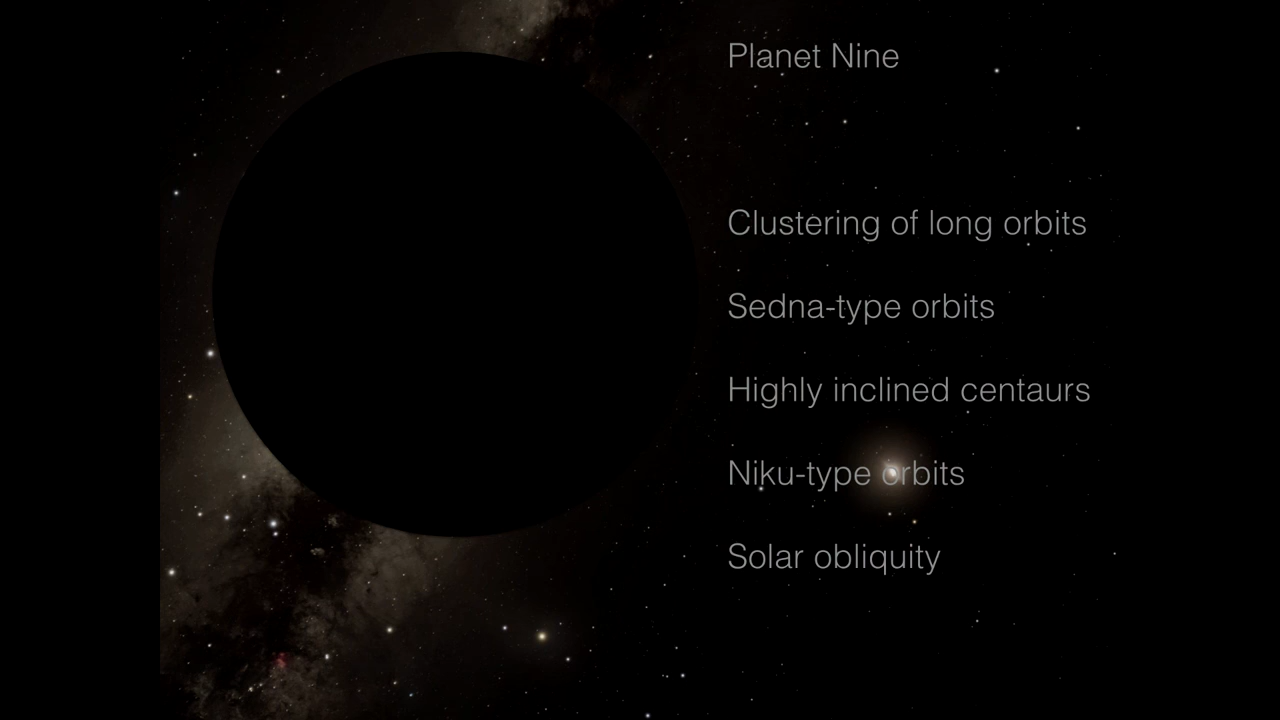 Planet Nine
Clustering of long orbits
Sedna-type orbits
Highly inclined centaurs
Niku-type orbits
Solar obliquity